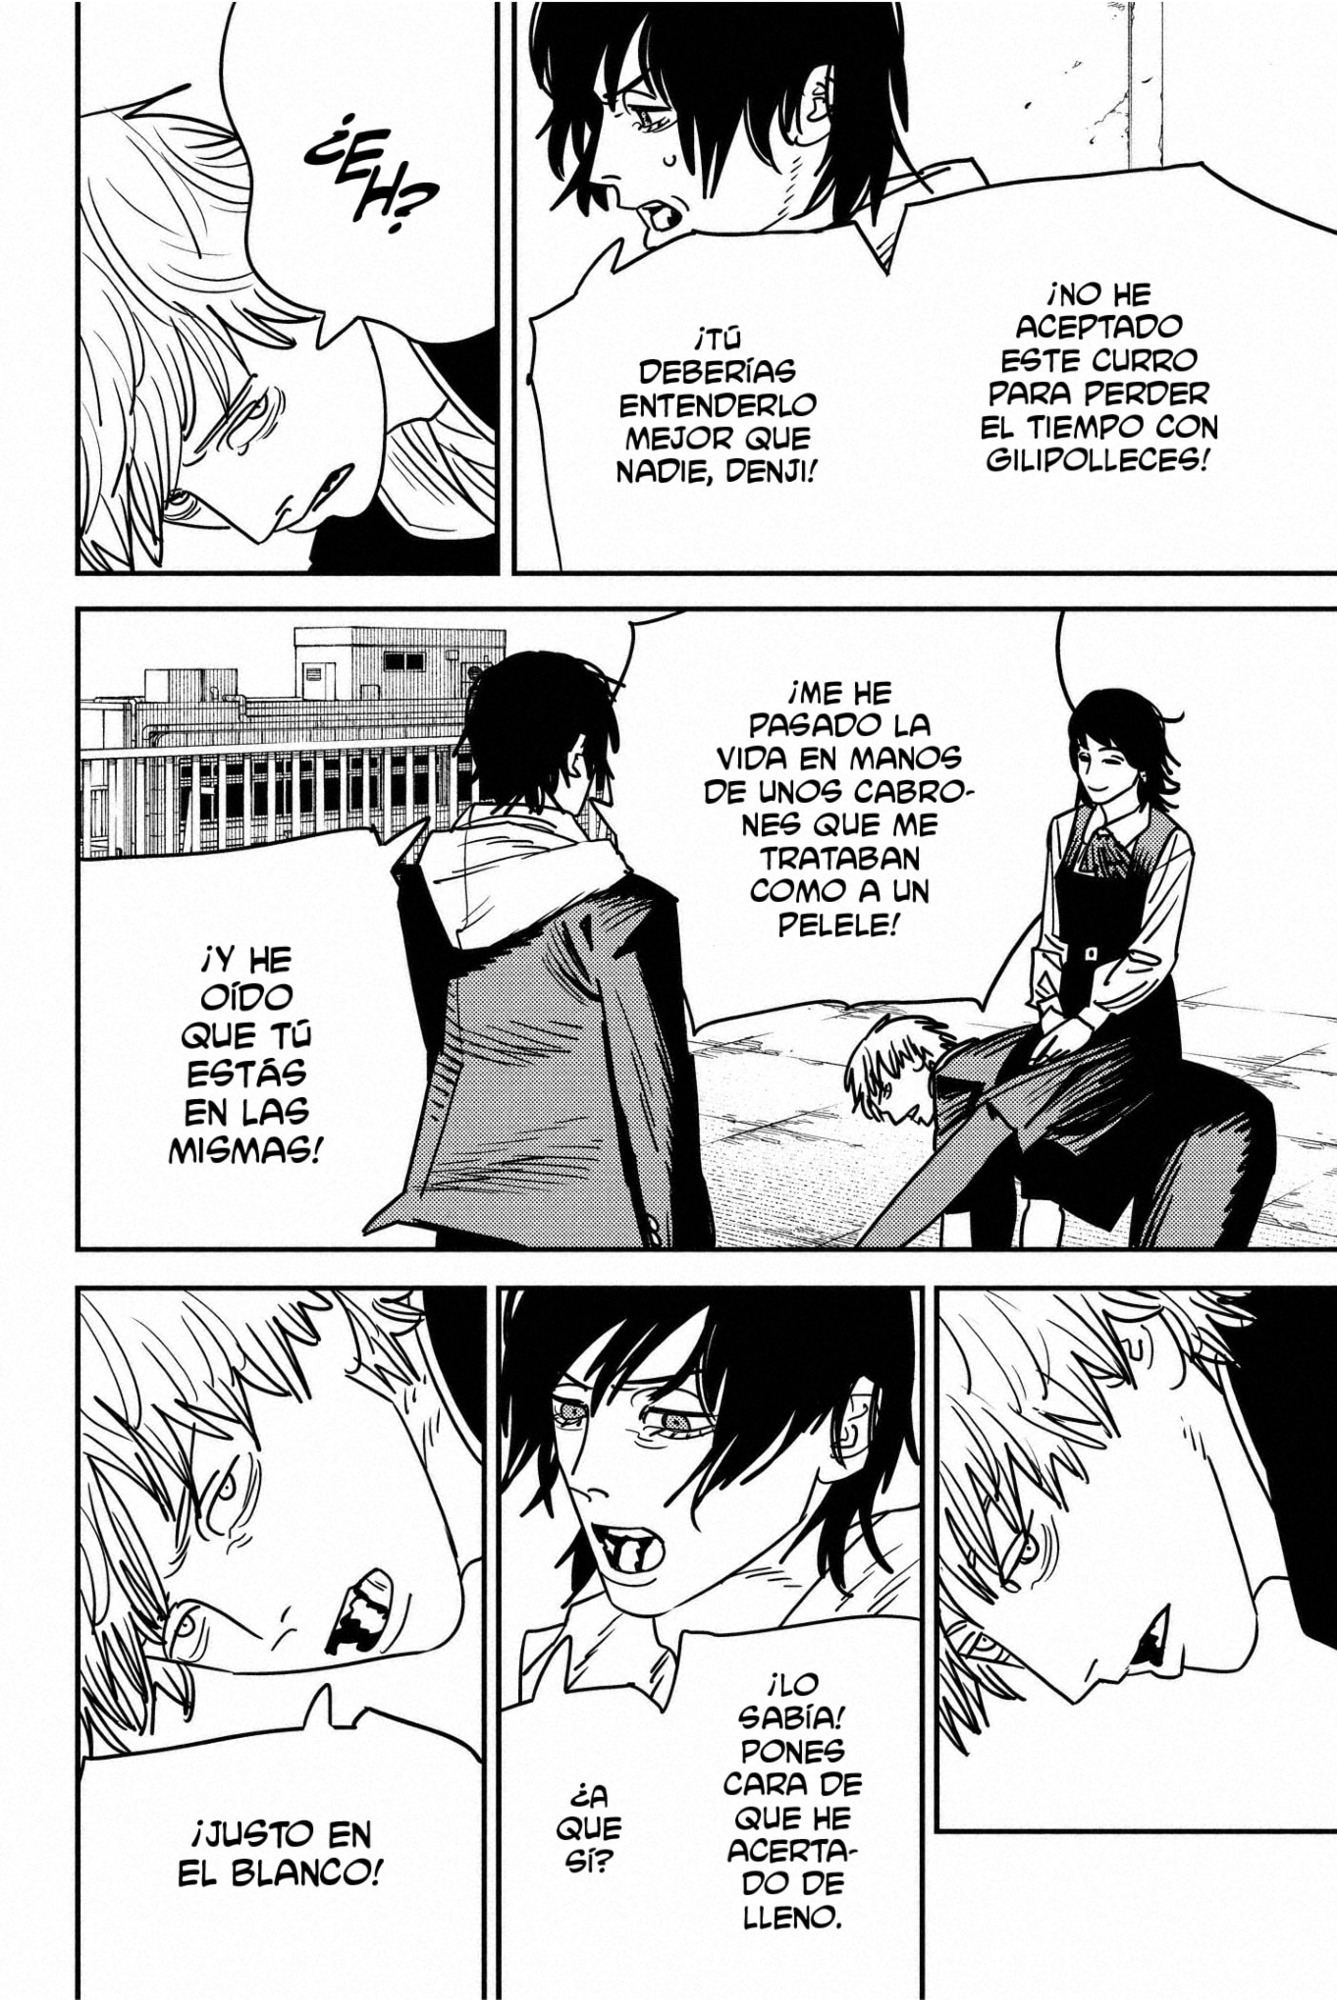 ¡NO HE
ACEPTADO
ESTE CURRO
PARA PERDER
EL TIEMPO CON
GILIPOLLECES!
¡TÚ
DEBERÍAS
ENTENDERLO
MEJOR QUE
NADIE, DENJI!
¿EH?
¡ME HE
PASADO LA
VIDA EN MANOS
DE UNOS CABRO-
NES QUE ME
TRATABAN
COMO A UN
PELELE!
¡Y HE
OÍDO
QUE TÚ
ESTÁS
EN LAS
MISMAS!
¡LO
SABÍA!
PONES
CARA DE
QUE HE
ACERTA-
DO DE
LLENO.
¿A
QUE
SÍ?
¡JUSTO EN
EL BLANCO!